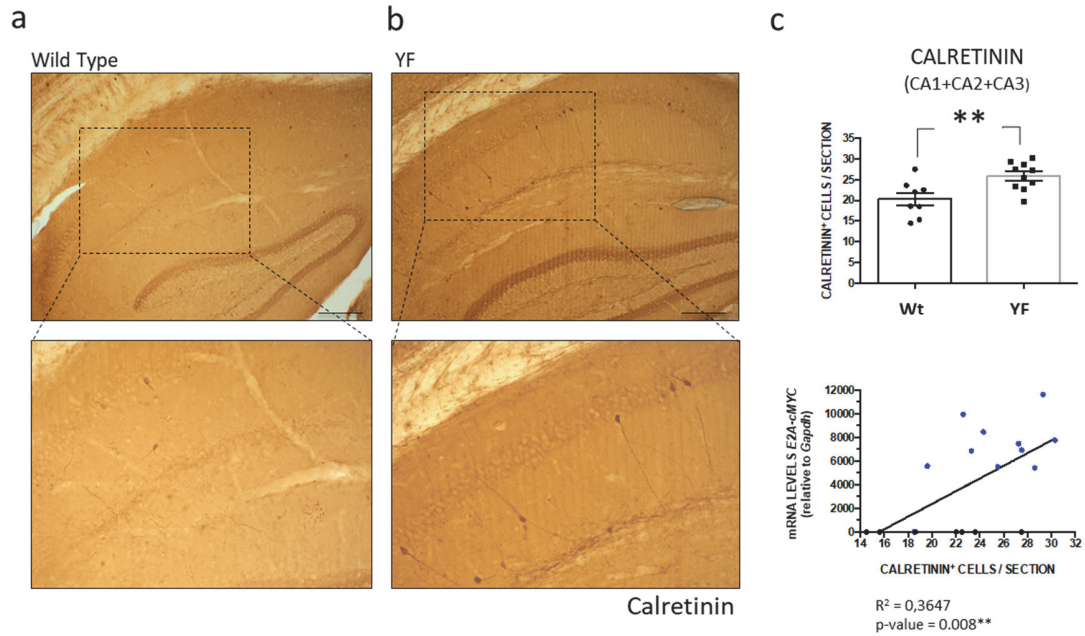 a
b
c
Wild Type
YF
Calretinin
CALRETININ
(CA1+CA2+CA3)
**
CALRETININ⁺ CELLS / SECTION
35
30
25
20
15
10
5
0
Wt
YF
mRNA LEVELS E2A-cMYC
(relative to Gapdh)
12000
10000
8000
6000
4000
2000
0
14 16 18 20 22 24 26 28 30 32
CALRETININ⁺ CELLS / SECTION
R² = 0,3647
p-value = 0.008**